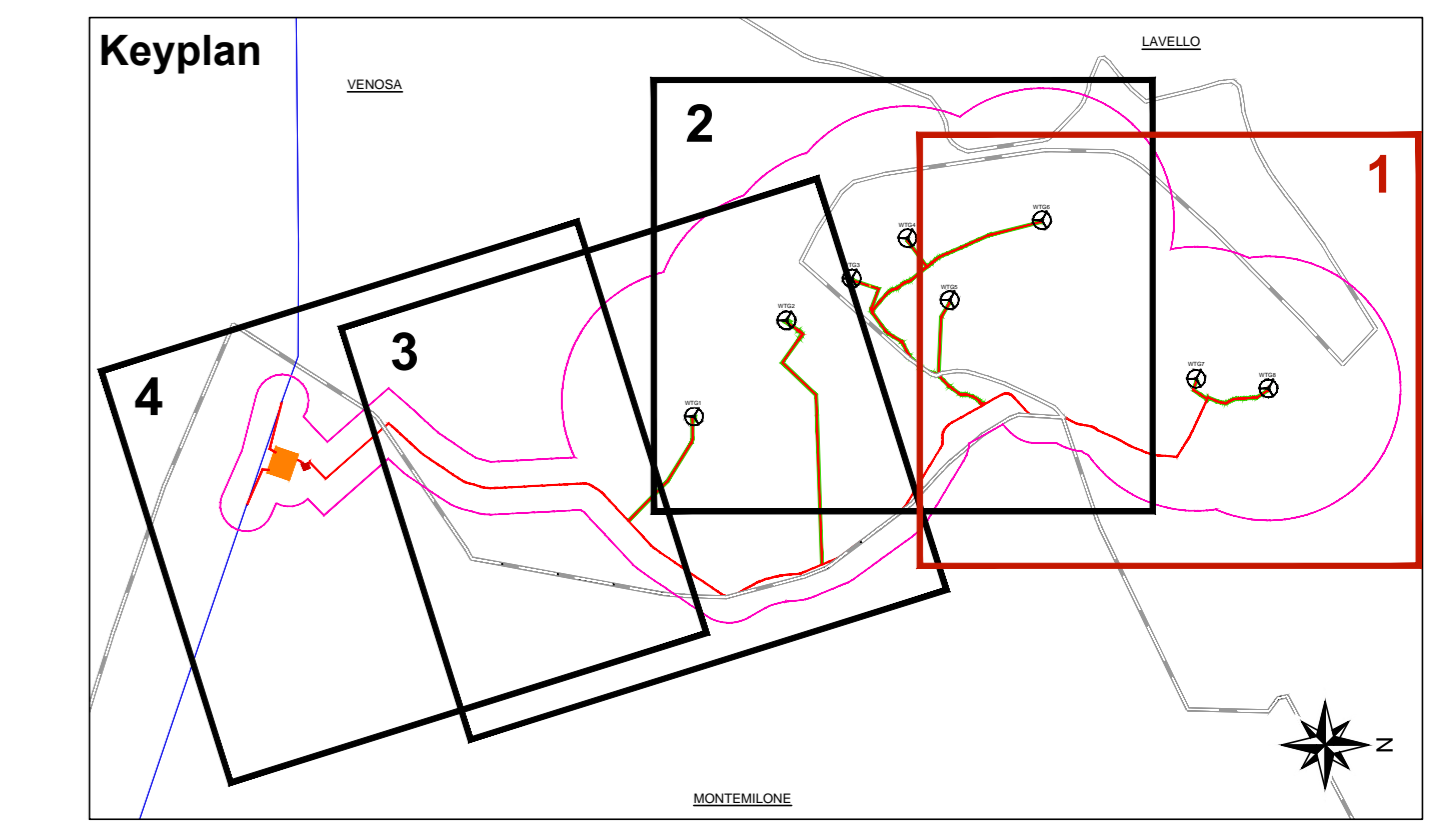 Keyplan
LAVELLO
VENOSA
2
1
WTG6
WTG4
WTG3
WTG5
WTG2
3
4
WTG7
WTG8
WTG1
N
MONTEMILONE